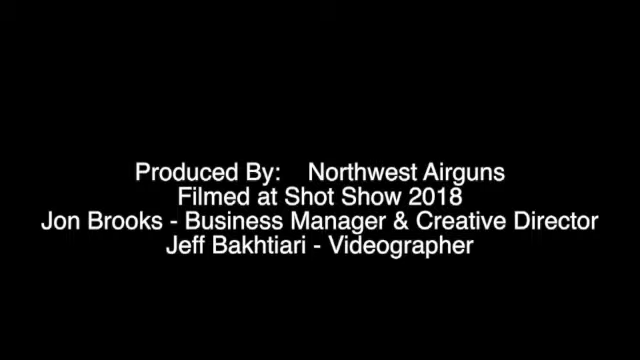 Produced By: Northwest Airguns
Filmed at Shot Show 2018
Jon Brooks - Business Manager & Creative Director
Jeff Bakhtiari - Videographer